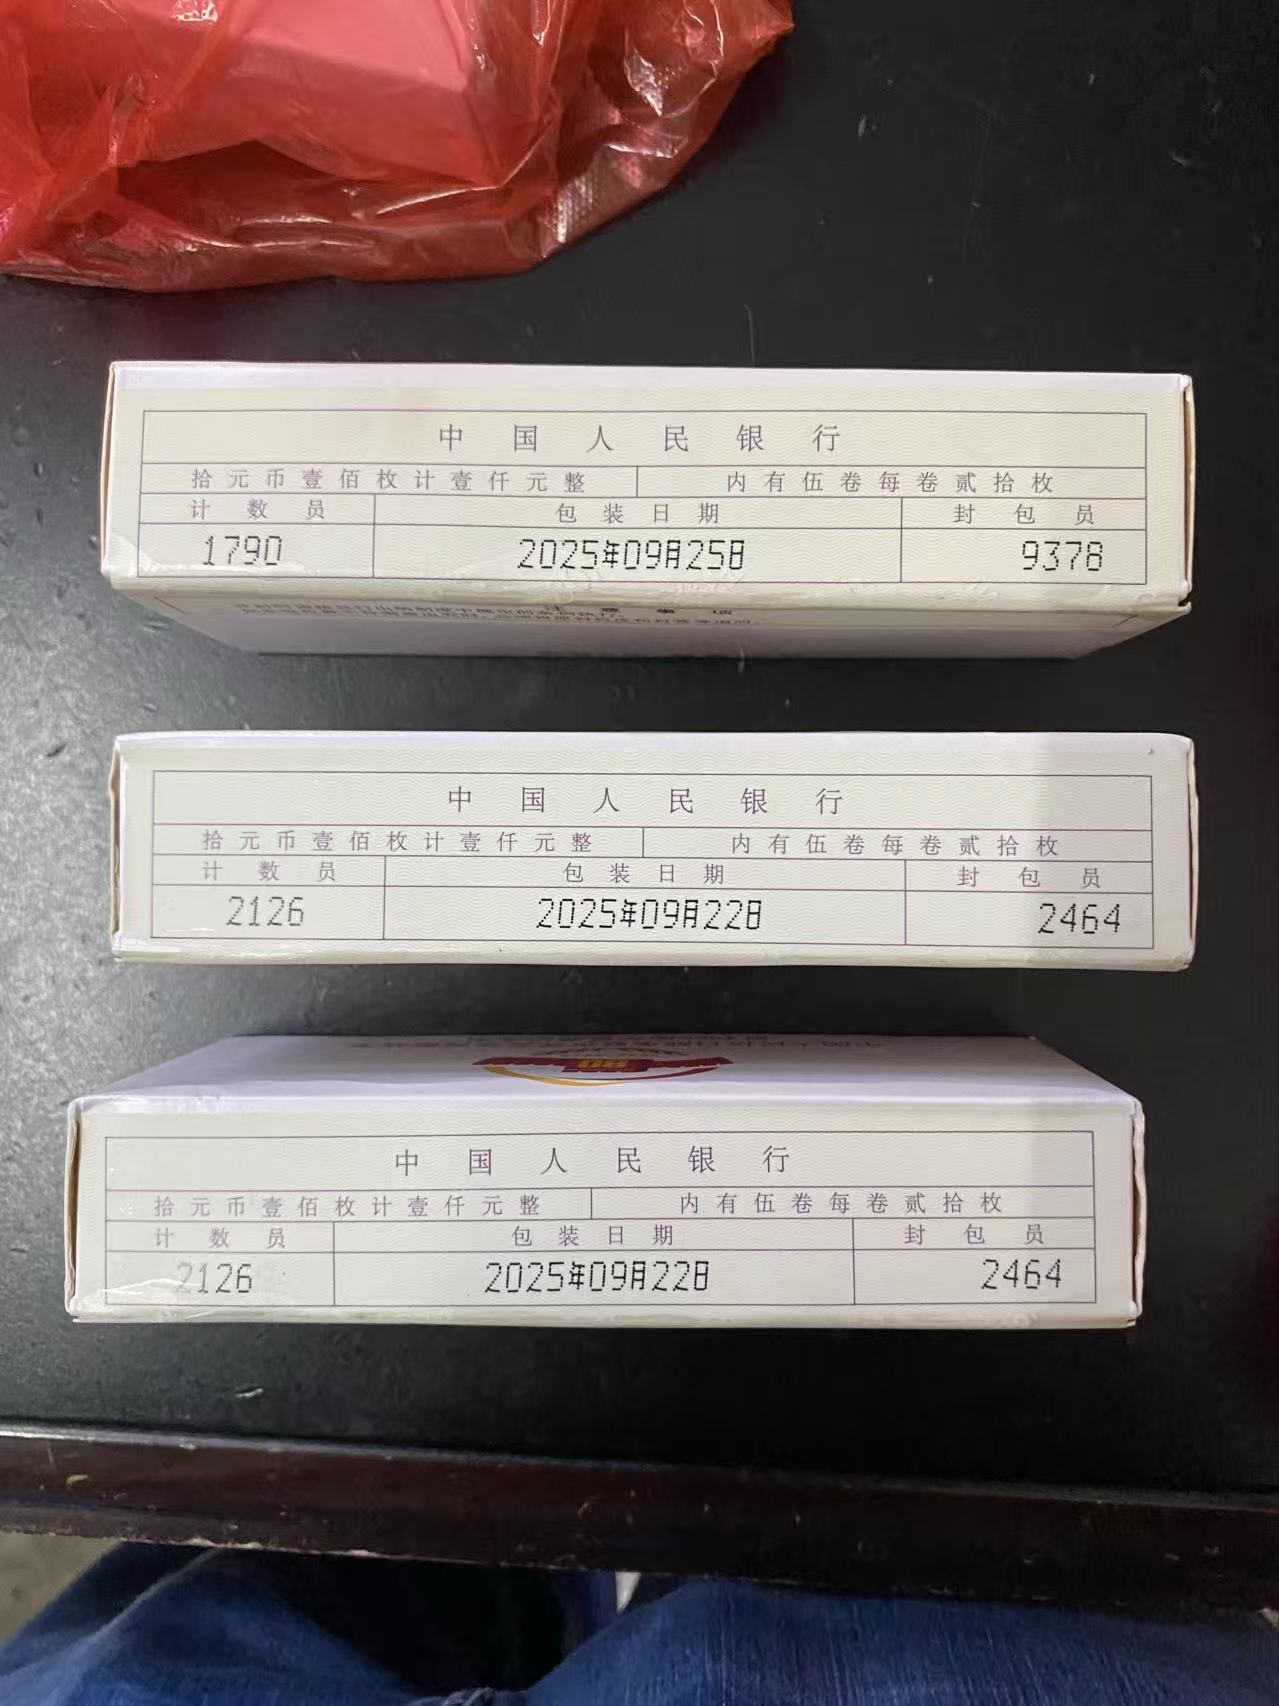 中国人民银行
拾元币壹佰枚计壹仟元整 内有伍卷每卷贰拾枚
计数员 包装日期 封包员
1790 2025年09月25日 9378
注意事项
中国人民银行
拾元币壹佰枚计壹仟元整 内有伍卷每卷贰拾枚
计数员 包装日期 封包员
2126 2025年09月22日 2464
80
中国人民银行
拾元币壹佰枚计壹仟元整 内有伍卷每卷贰拾枚
计数员 包装日期 封包员
2126 2025年09月22日 2464